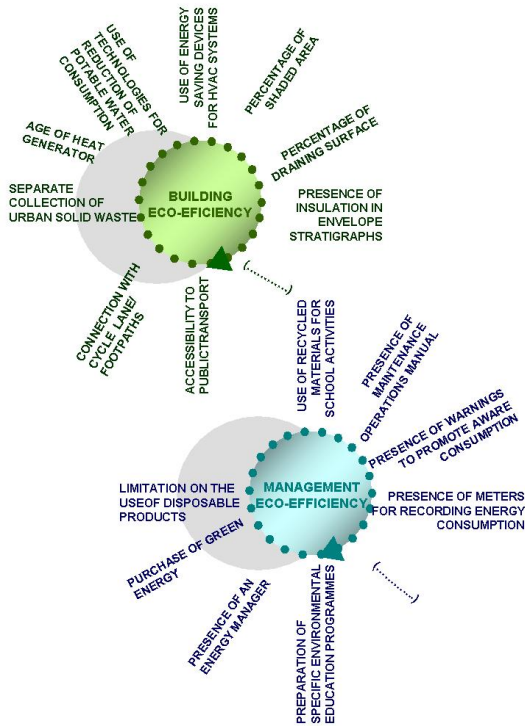 USE OF
TECHNOLOGIES FOR
REDUCTION OF
POTABLE WATER
CONSUMPTION
USE OF ENERGY
SAVING DEVICES
FOR HVAC SYSTEMS
PERCENTAGE OF
SHADED AREA
AGE OF HEAT
GENERATOR
PERCENTAGE OF
DRAINING SURFACE
SEPARATE
COLLECTION OF
URBAN SOLID WASTE
BUILDING
ECO-EFICIENCY
PRESENCE OF
INSULATION IN
ENVELOPE
STRATIGRAPHS
CONNECTION WITH
CYCLE LANE/
FOOTPATHS
ACCESSIBILITY TO
PUBLICTRANSPORT
(..........)
USE OF RECYCLED
MATERIALS FOR
SCHOOL ACTIVITIES
PRESENCE OF
MAINTENANCE
OPERATIONS MANUAL
PRESENCE OF WARNINGS
TO PROMOTE AWARE
CONSUMPTION
LIMITATION ON THE
USEOF DISPOSABLE
PRODUCTS
MANAGEMENT
ECO-EFFICIENCY
PRESENCE OF METERS
FOR RECORDING ENERGY
CONSUMPTION
PURCHASE OF GREEN
ENERGY
PRESENCE OF AN
ENERGY MANAGER
PREPARATION OF
SPECIFIC ENVIRONMENTAL
EDUCATION PROGRAMMES
(..........)